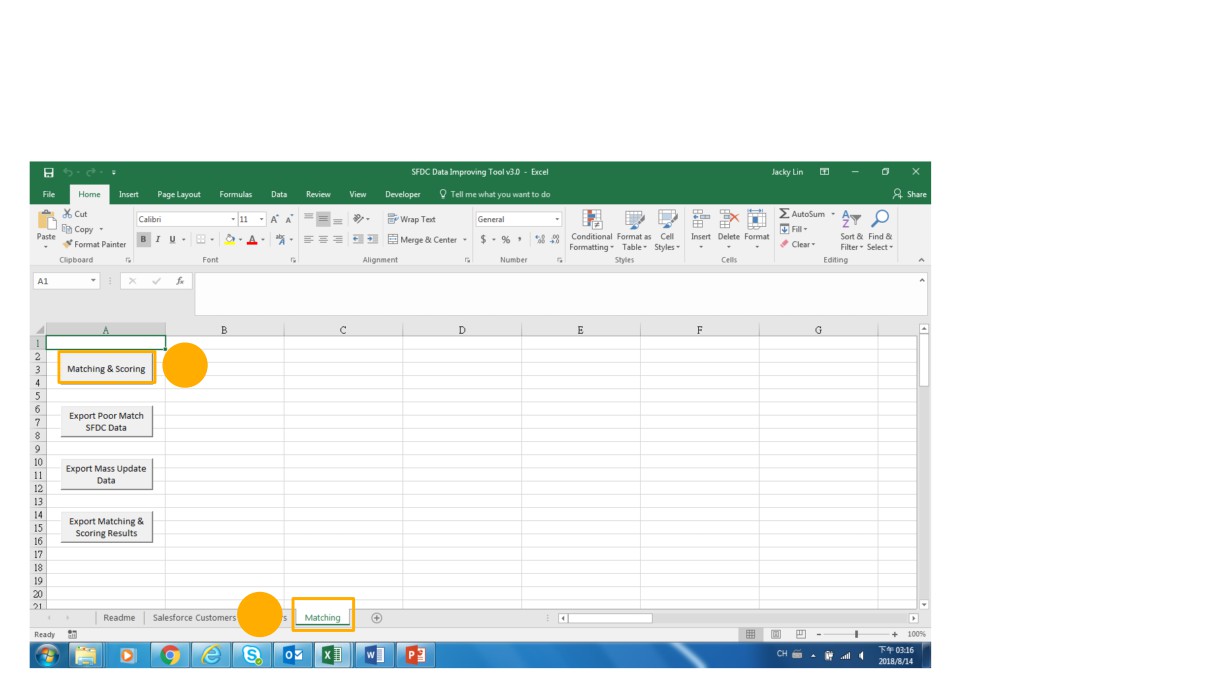 SFDC Data Improving Tool v3.0 - Excel
Jacky Lin
File Home Insert Page Layout Formulas Data Review View Developer Tell me what you want to do Share
Cut
Copy
Format Painter
Paste
Clipboard
Calibri 11
B I U
Font
Wrap Text
Merge & Center
Alignment
General
$ % ,
Number
Conditional Formatting
Format as Table
Cell Styles
Styles
Insert Delete Format
Cells
AutoSum
Fill
Clear
Sort & Filter
Find & Select
Editing
A1 fx
A B C D E F G
1
2
3
4
5
6
7
8
9
10
11
12
13
14
15
16
17
18
19
20
21
Matching & Scoring
Export Poor Match
SFDC Data
Export Mass Update
Data
Export Matching &
Scoring Results
Readme Salesforce Customers Matching
Ready 100%
CH 下午 03:16
2018/8/14